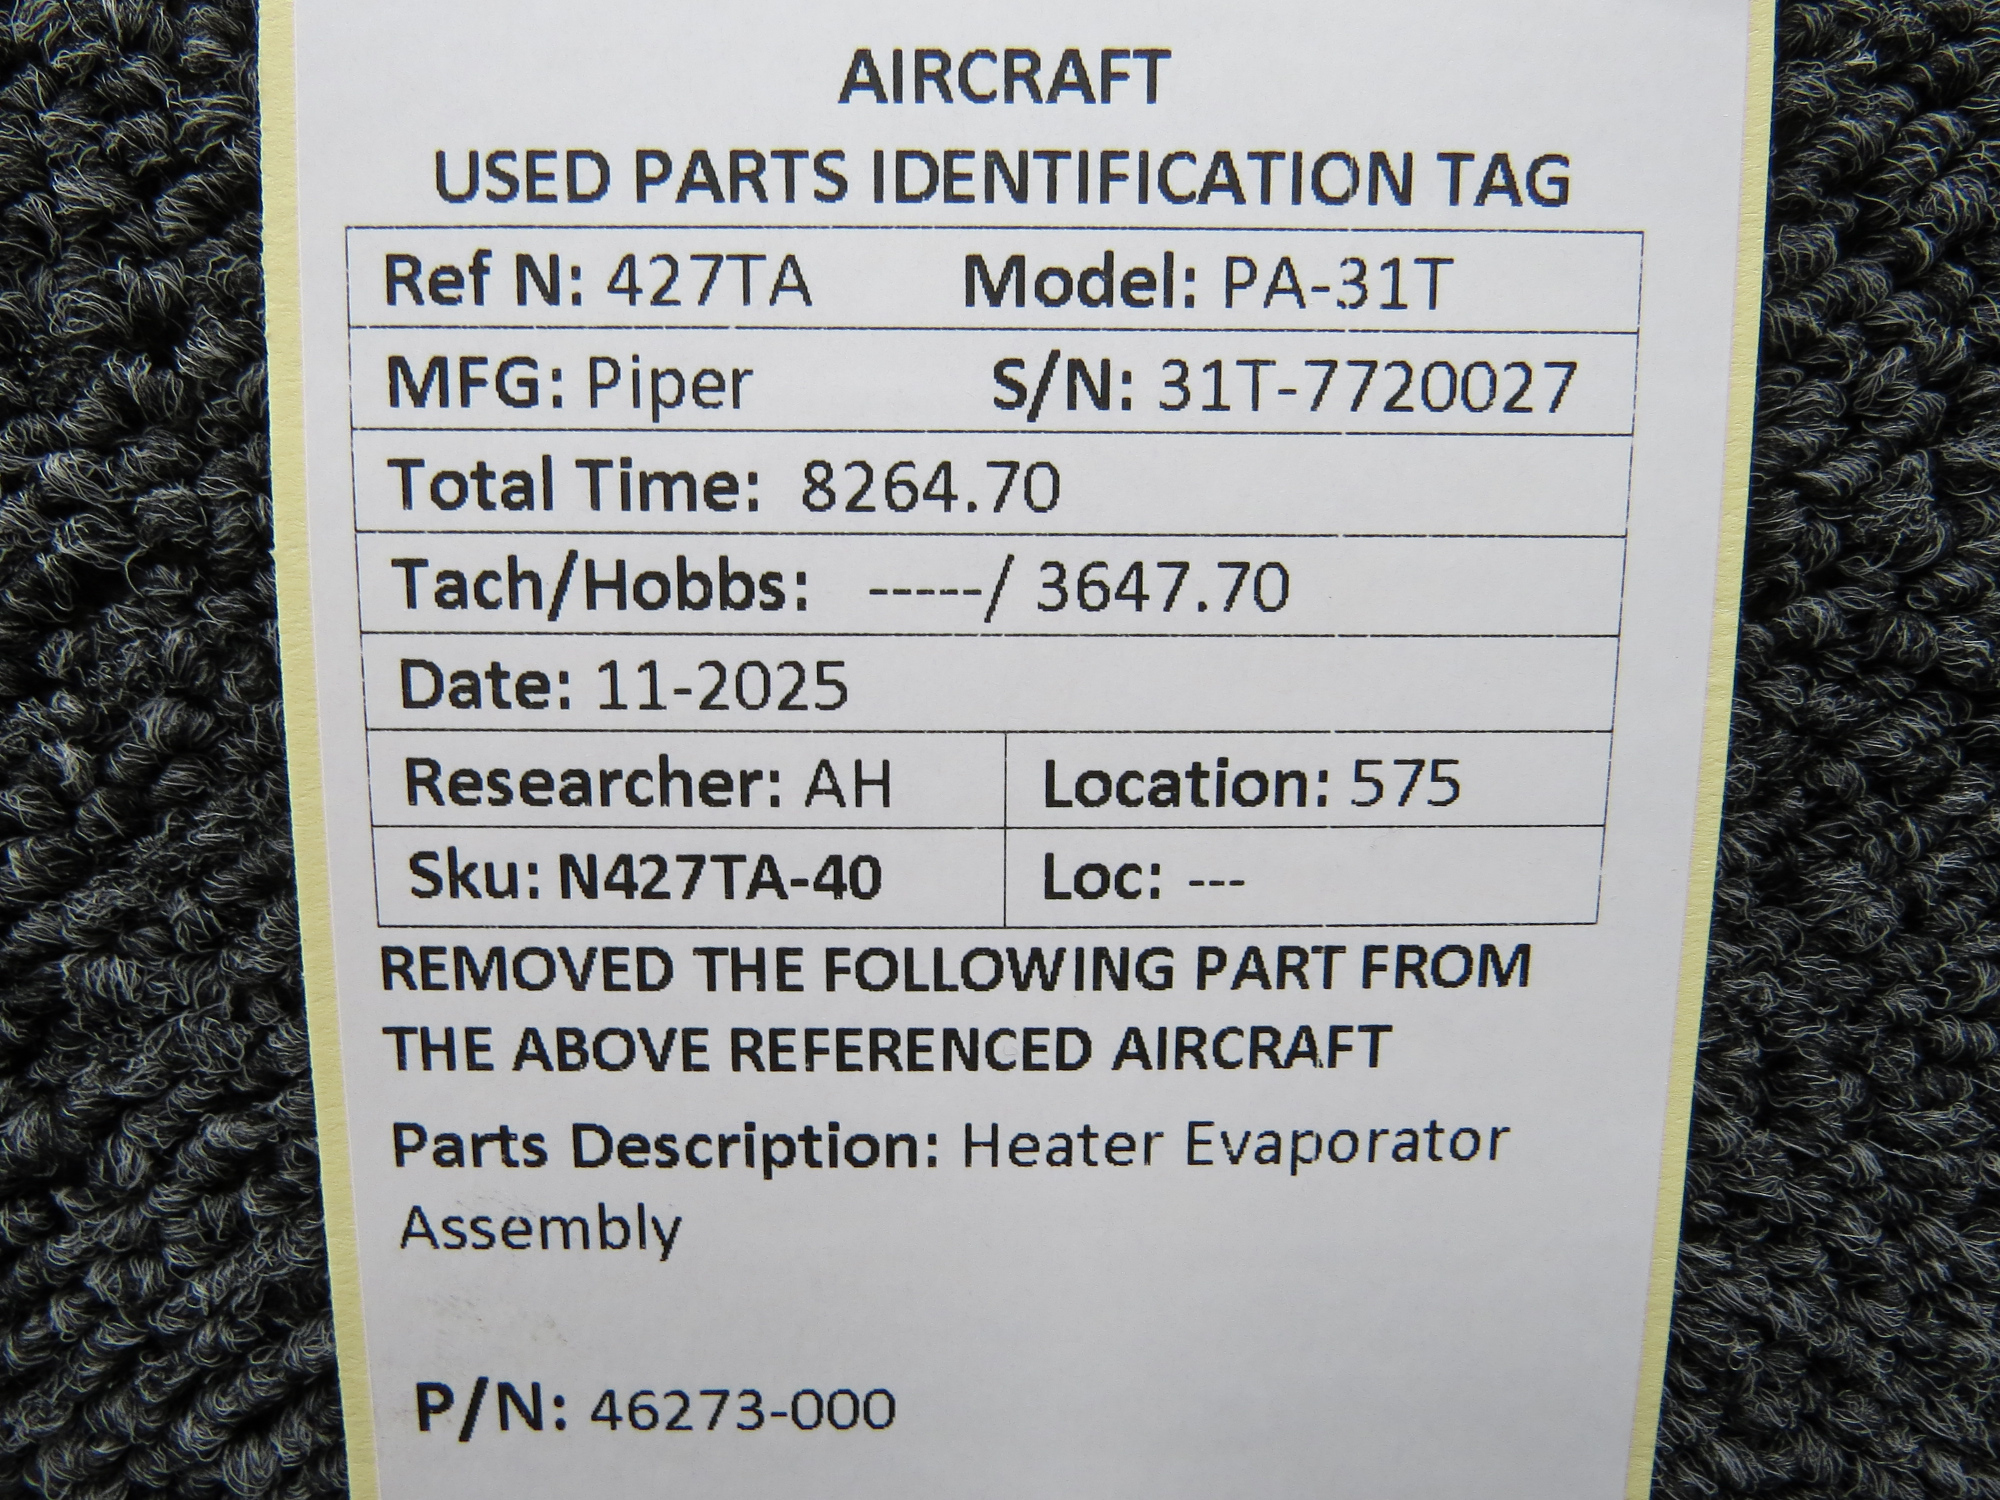 AIRCRAFT
USED PARTS IDENTIFICATION TAG
Ref N: 427TA Model: PA-31T
MFG: Piper S/N: 31T-7720027
Total Time: 8264.70
Tach/Hobbs: -----/ 3647.70
Date: 11-2025
Researcher: AH Location: 575
Sku: N427TA-40 Loc: ---
REMOVED THE FOLLOWING PART FROM
THE ABOVE REFERENCED AIRCRAFT
Parts Description: Heater Evaporator
Assembly
P/N: 46273-000